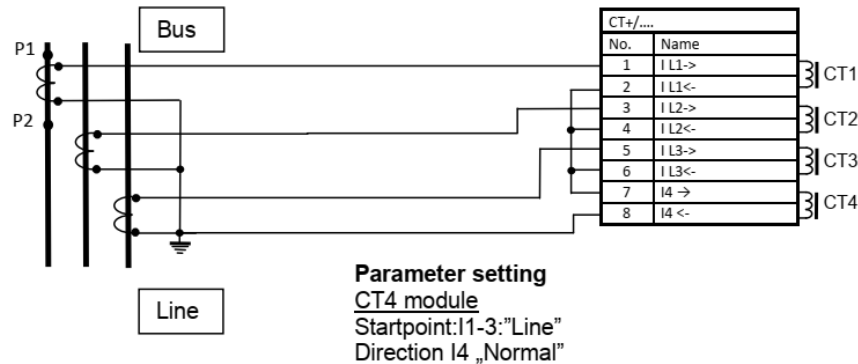 Bus
P1
P2
Line
CT+/....
No. Name
1 I L1->
2 I L1<-
3 I L2->
4 I L2<-
5 I L3->
6 I L3<-
7 I4 →
8 I4 <-
CT1
CT2
CT3
CT4
Parameter setting
CT4 module
Startpoint:I1-3:”Line”
Direction I4 „Normal”